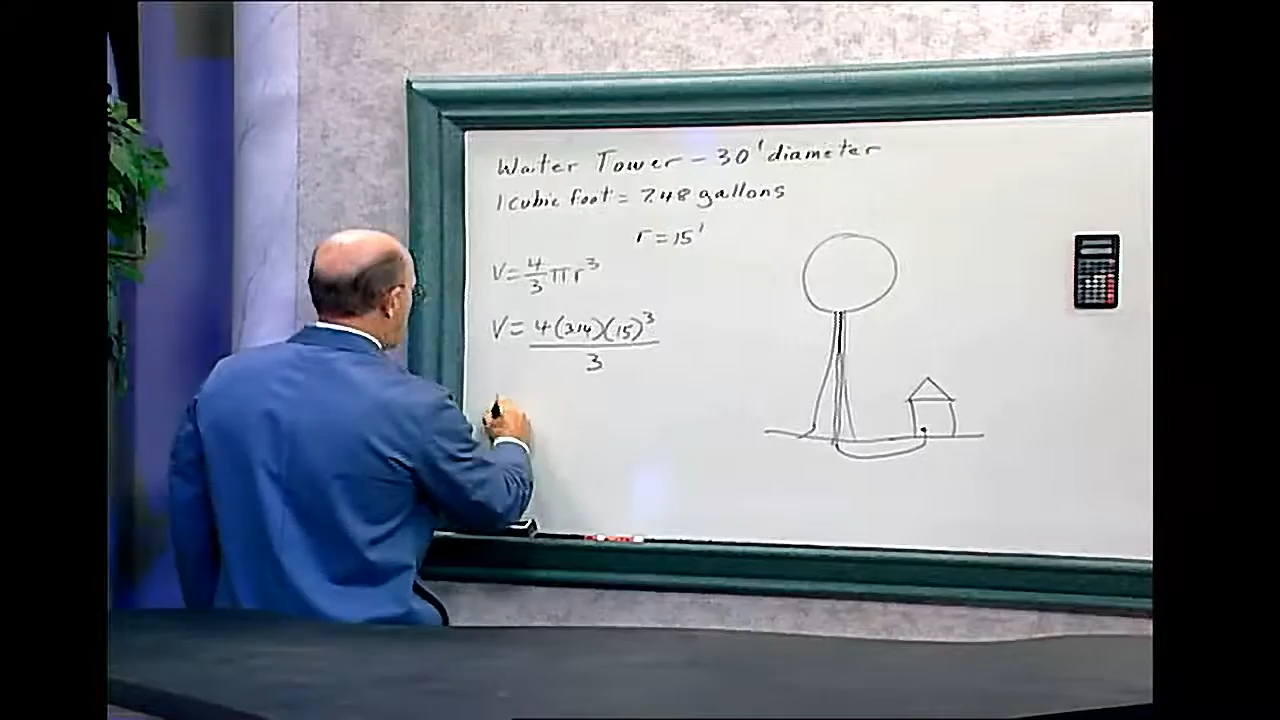 Water Tower - 30' diameter
1 cubic foot = 7.48 gallons
r = 15'
V = 4/3 πr³
V = 4(3.14)(15)³
3